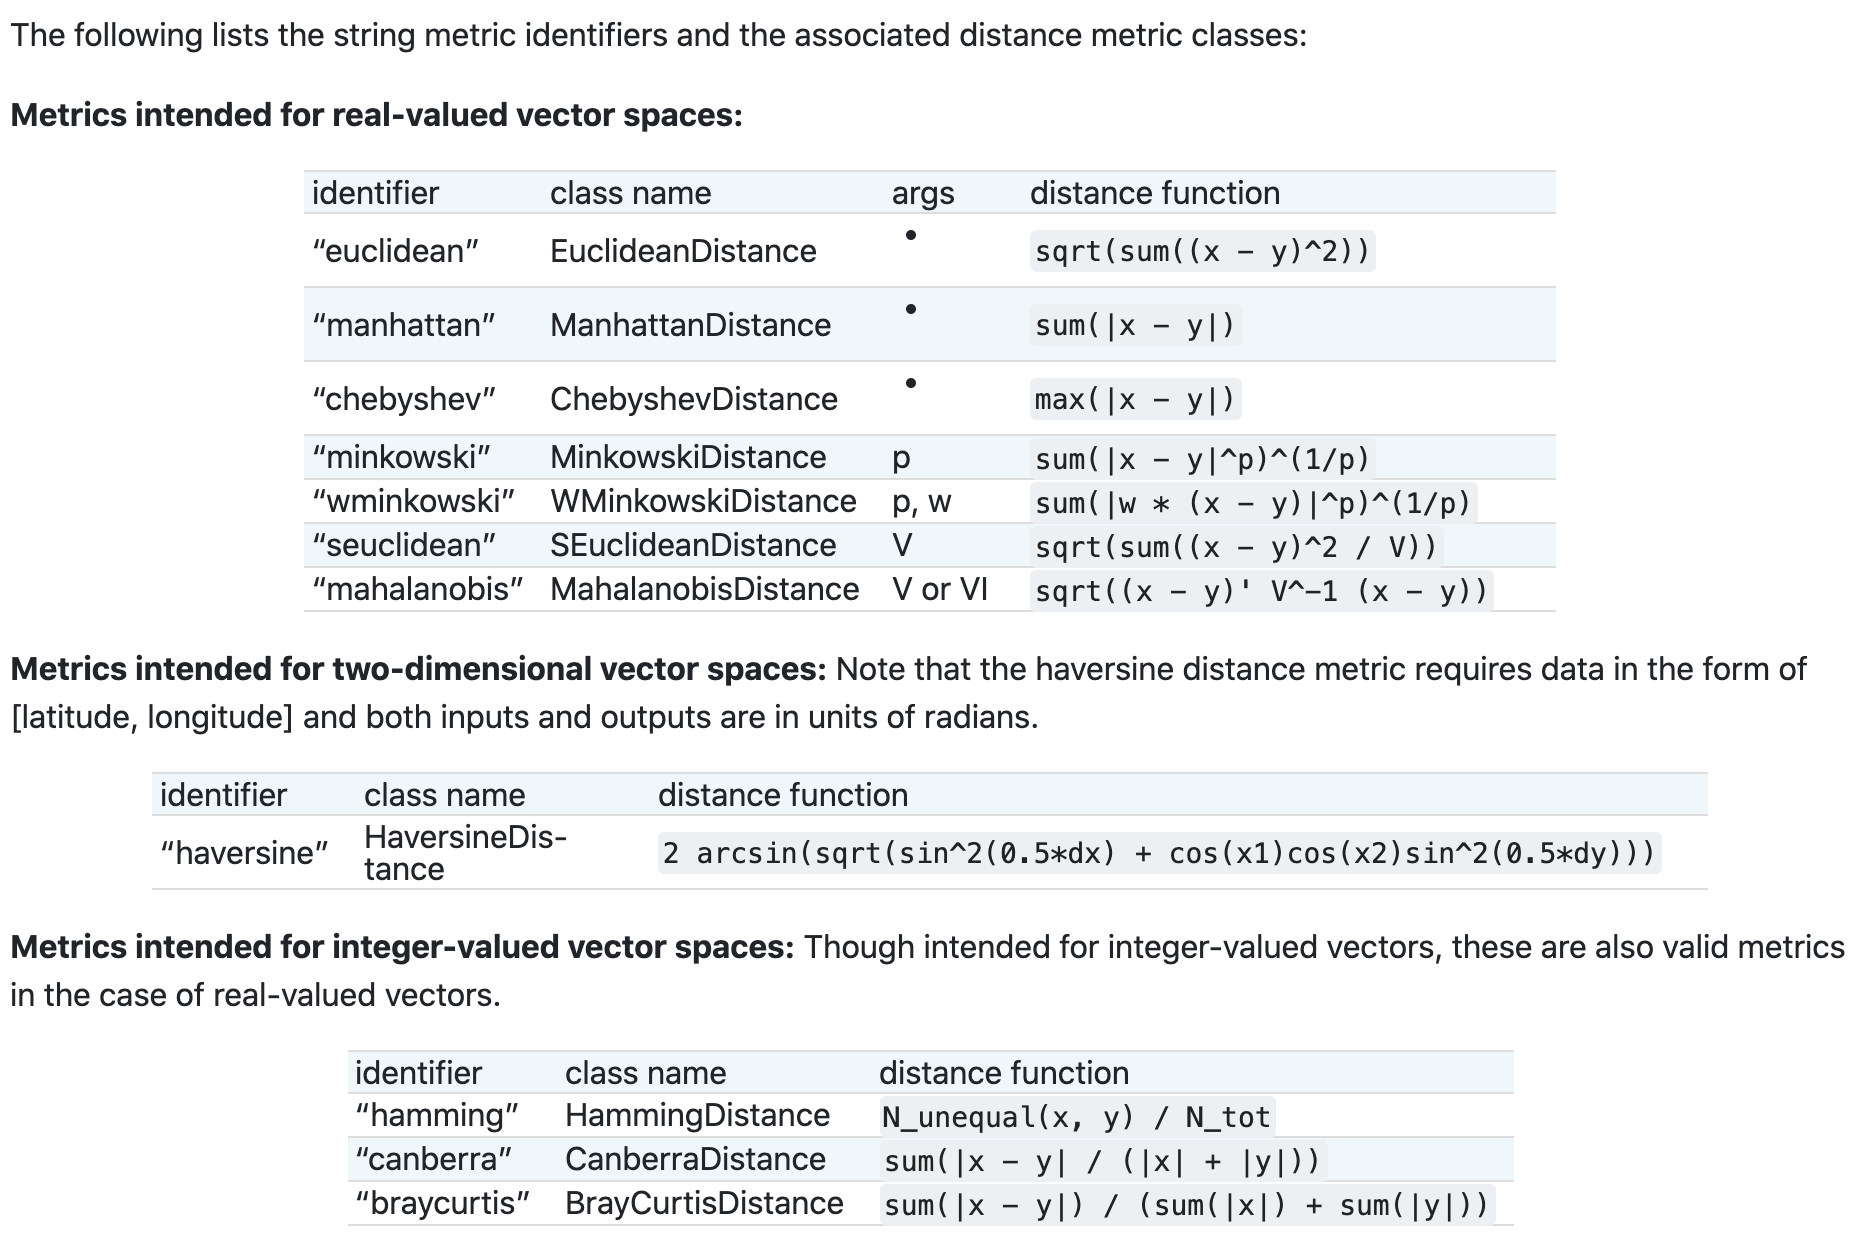 The following lists the string metric identifiers and the associated distance metric classes:
Metrics intended for real-valued vector spaces:
identifier class name args distance function
“euclidean” EuclideanDistance • sqrt(sum((x - y)^2))
“manhattan” ManhattanDistance • sum(|x - y|)
“chebyshev” ChebyshevDistance • max(|x - y|)
“minkowski” MinkowskiDistance p sum(|x - y|^p)^(1/p)
“wminkowski” WMinkowskiDistance p, w sum(|w * (x - y)|^p)^(1/p)
“seuclidean” SEuclideanDistance V sqrt(sum((x - y)^2 / V))
“mahalanobis” MahalanobisDistance V or VI sqrt((x - y)' V^-1 (x - y))
Metrics intended for two-dimensional vector spaces: Note that the haversine distance metric requires data in the form of
[latitude, longitude] and both inputs and outputs are in units of radians.
identifier class name distance function
“haversine” HaversineDis-
tance 2 arcsin(sqrt(sin^2(0.5*dx) + cos(x1)cos(x2)sin^2(0.5*dy)))
Metrics intended for integer-valued vector spaces: Though intended for integer-valued vectors, these are also valid metrics
in the case of real-valued vectors.
identifier class name distance function
“hamming” HammingDistance N_unequal(x, y) / N_tot
“canberra” CanberraDistance sum(|x - y| / (|x| + |y|))
“braycurtis” BrayCurtisDistance sum(|x - y|) / (sum(|x|) + sum(|y|))